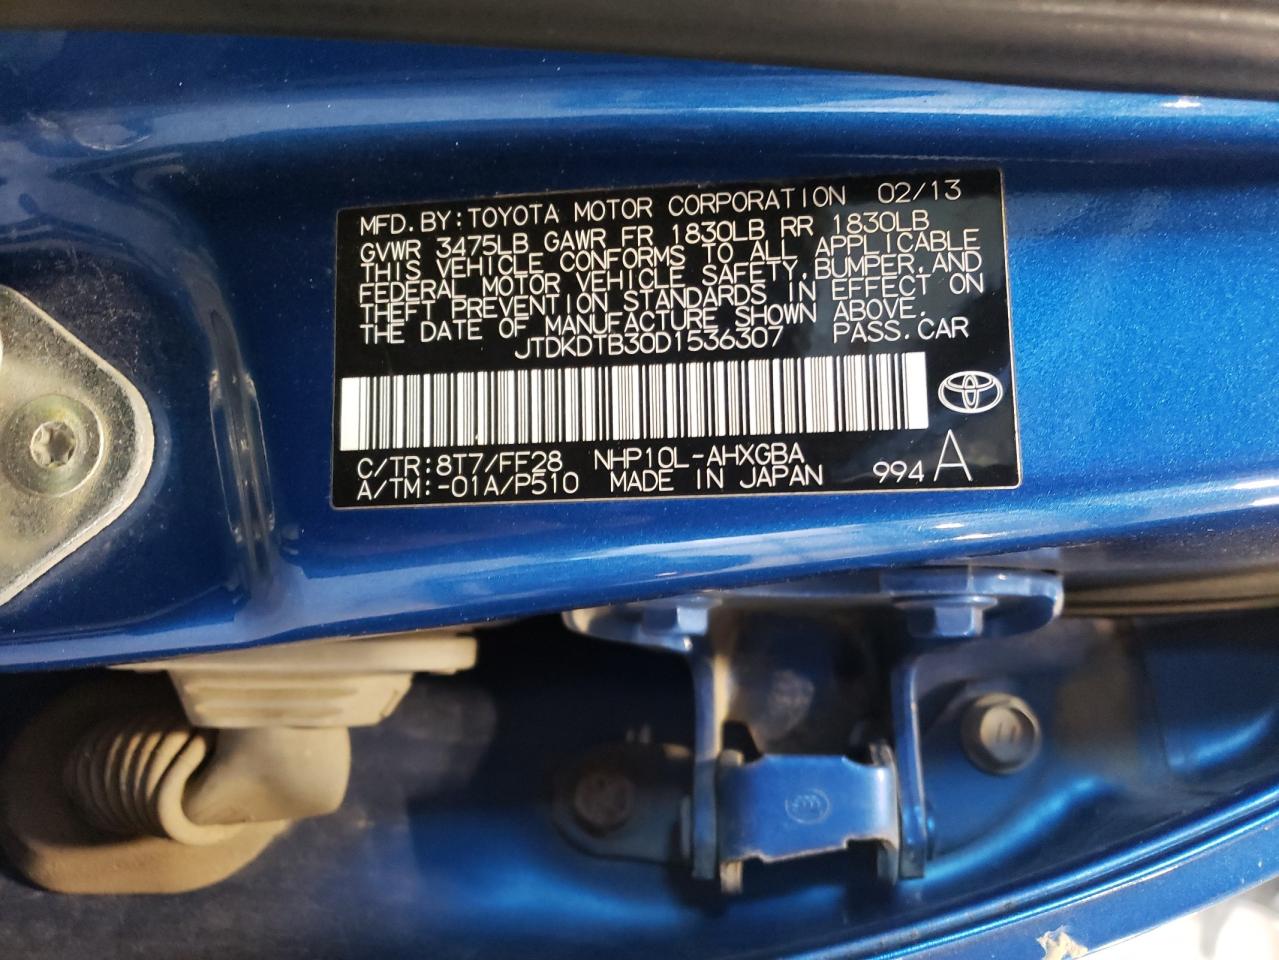 MFD.BY:TOYOTA MOTOR CORPORATION 02/13
GVWR 3475LB GAWR FR 1830LB RR 1830LB
THIS VEHICLE CONFORMS TO ALL APPLICABLE
FEDERAL MOTOR VEHICLE SAFETY,BUMPER,AND
THEFT PREVENTION STANDARDS IN EFFECT ON
THE DATE OF MANUFACTURE SHOWN ABOVE.
JTDKDTB30D1536307 PASS.CAR
C/TR:8T7/FF28 NHP10L-AHXGBA
A/TM:-01A/P510 MADE IN JAPAN 994 A